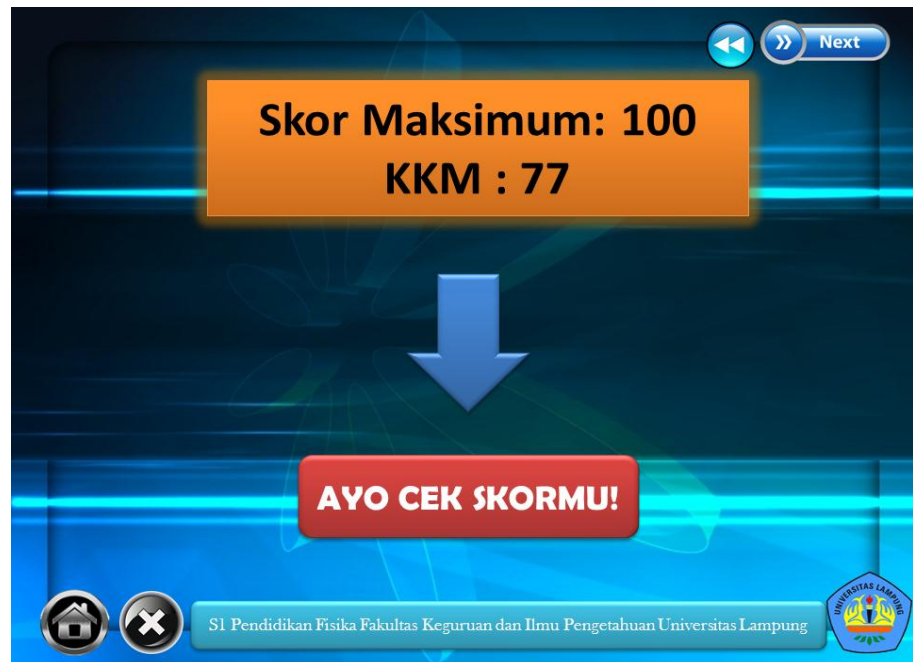 Next
Skor Maksimum: 100
KKM : 77
AYO CEK SKORMU!
S1 Pendidikan Fisika Fakultas Keguruan dan Ilmu Pengetahuan Universitas Lampung
UNIVERSITAS LAMPUNG